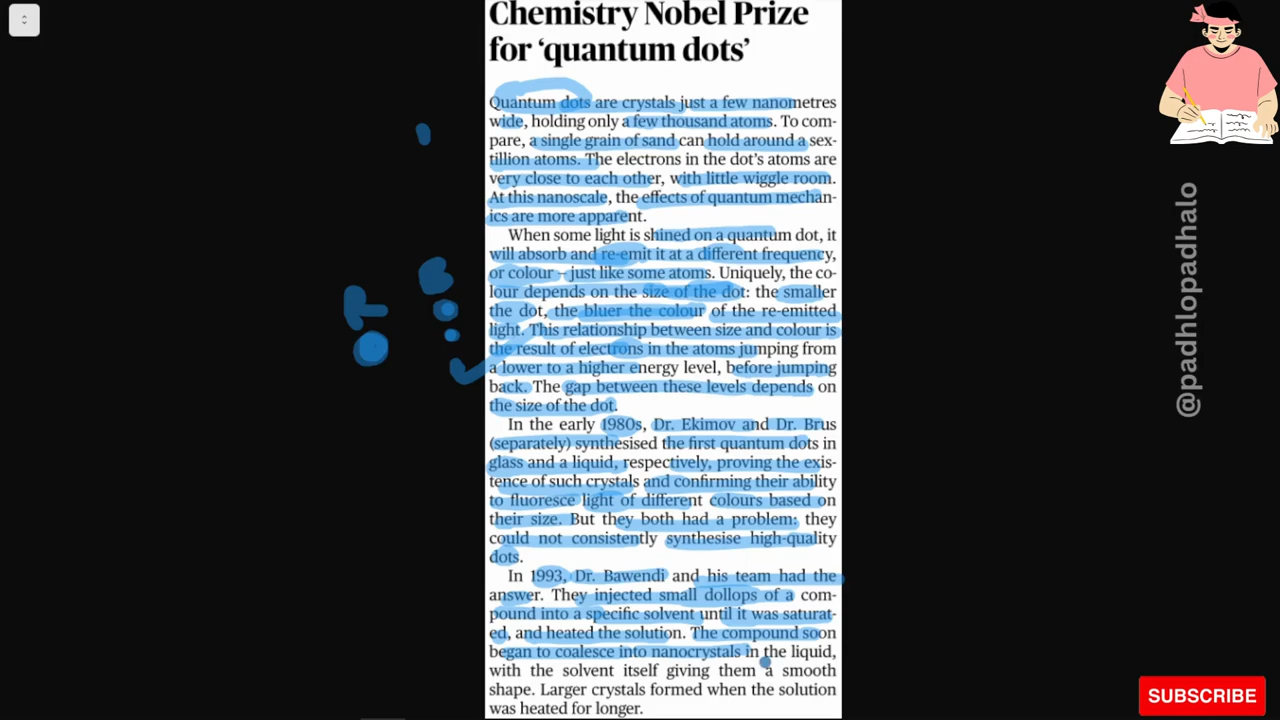 Chemistry Nobel Prize
for ‘quantum dots’
Quantum dots are crystals just a few nanometres
wide, holding only a few thousand atoms. To com-
pare, a single grain of sand can hold around a sex-
tillion atoms. The electrons in the dot’s atoms are
very close to each other, with little wiggle room.
At this nanoscale, the effects of quantum mechan-
ics are more apparent.
When some light is shined on a quantum dot, it
will absorb and re-emit it at a different frequency,
or colour – just like some atoms. Uniquely, the co-
lour depends on the size of the dot: the smaller
the dot, the bluer the colour of the re-emitted
light. This relationship between size and colour is
the result of electrons in the atoms jumping from
a lower to a higher energy level, before jumping
back. The gap between these levels depends on
the size of the dot.
In the early 1980s, Dr. Ekimov and Dr. Brus
(separately) synthesised the first quantum dots in
glass and a liquid, respectively, proving the exis-
tence of such crystals and confirming their ability
to fluoresce light of different colours based on
their size. But they both had a problem: they
could not consistently synthesise high-quality
dots.
In 1993, Dr. Bawendi and his team had the
answer. They injected small dollops of a com-
pound into a specific solvent until it was saturat-
ed, and heated the solution. The compound soon
began to coalesce into nanocrystals in the liquid,
with the solvent itself giving them a smooth
shape. Larger crystals formed when the solution
was heated for longer.
@padhlopadhalo
SUBSCRIBE